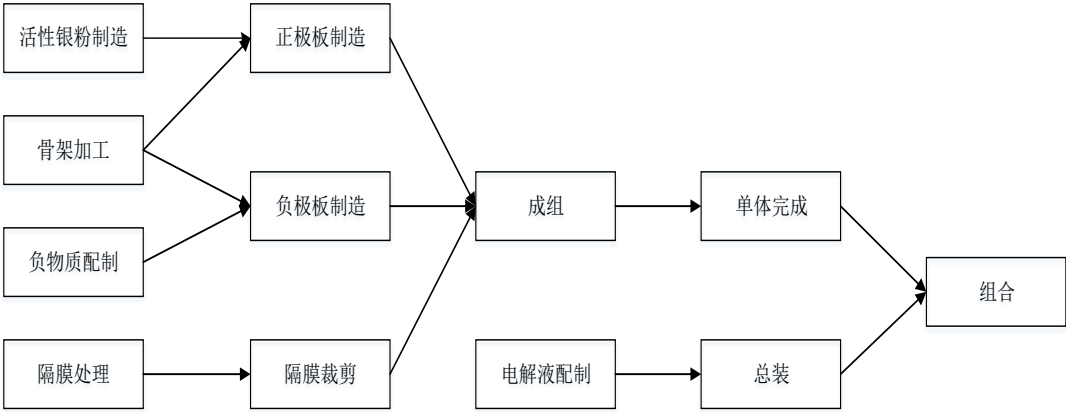 活性银粉制造
正极板制造
骨架加工
负极板制造
成组
单体完成
负物质配制
组合
隔膜处理
隔膜裁剪
电解液配制
总装